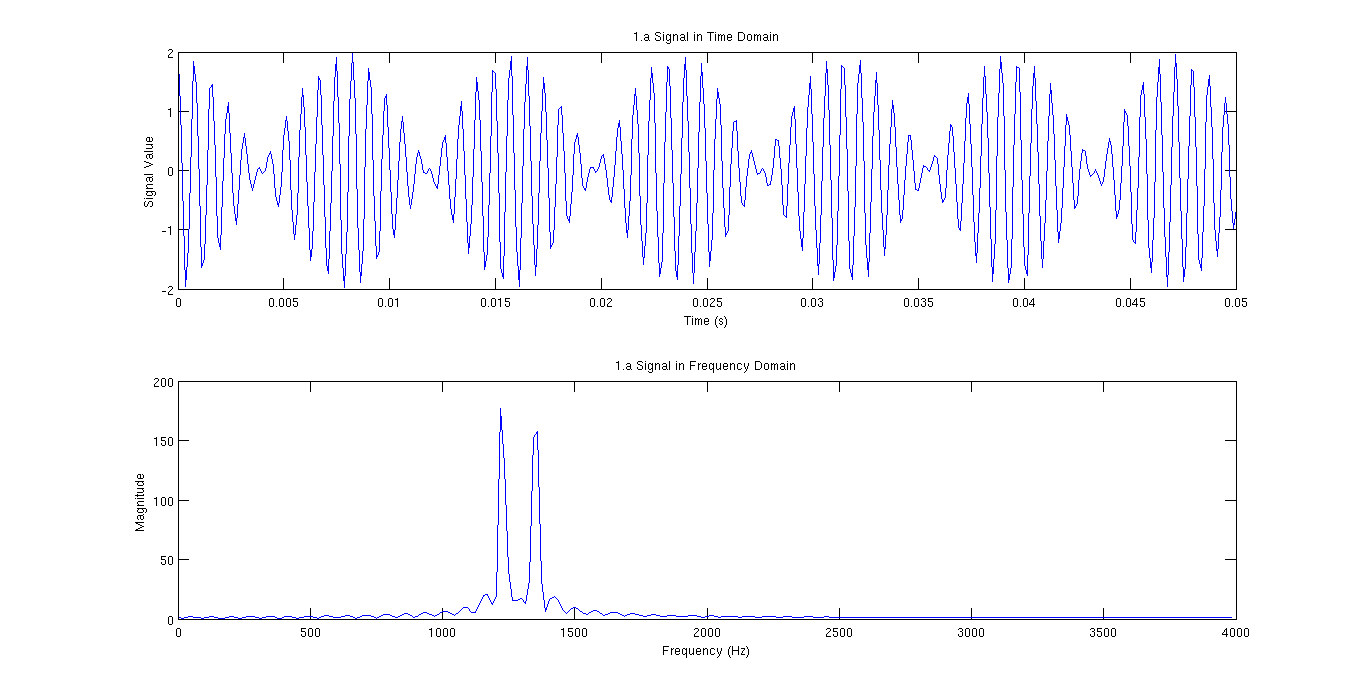 1.a Signal in Time Domain
2
1
0
-1
-2
Signal Value
0 0.005 0.01 0.015 0.02 0.025 0.03 0.035 0.04 0.045 0.05
Time (s)
1.a Signal in Frequency Domain
200
150
100
50
0
Magnitude
0 500 1000 1500 2000 2500 3000 3500 4000
Frequency (Hz)